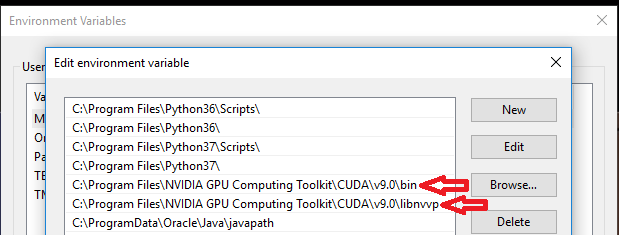 Environment Variables
Edit environment variable
User
Va
M
Or
Pa
TE
TM
C:\Program Files\Python36\Scripts\
C:\Program Files\Python36\
C:\Program Files\Python37\Scripts\
C:\Program Files\Python37\
C:\Program Files\NVIDIA GPU Computing Toolkit\CUDA\v9.0\bin
C:\Program Files\NVIDIA GPU Computing Toolkit\CUDA\v9.0\libnvvp
C:\ProgramData\Oracle\Java\javapath
New
Edit
Browse...
Delete